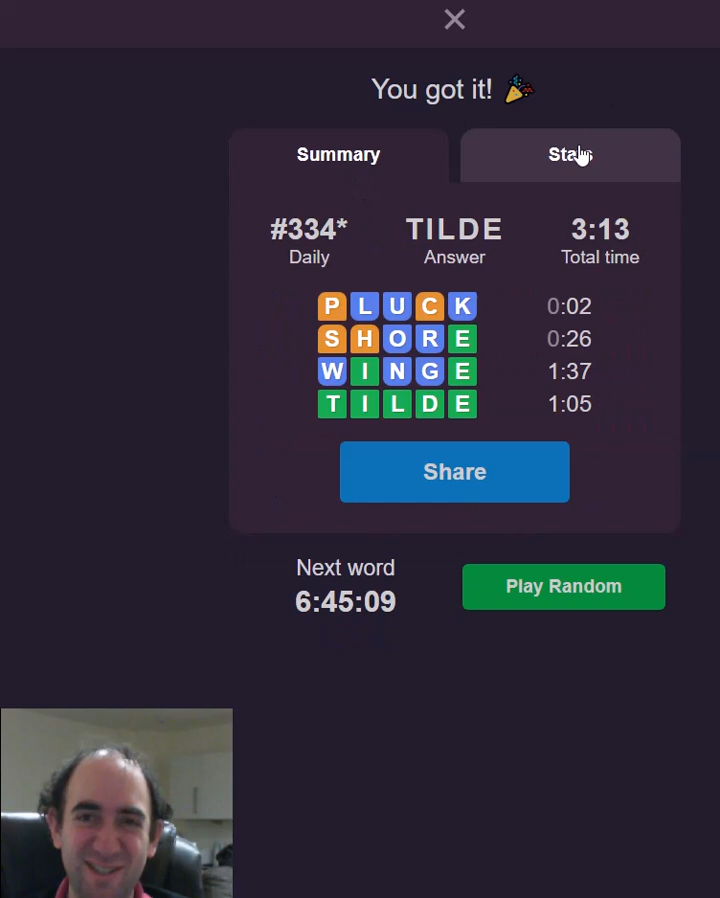 You got it!
Summary Stats
#334* TILDE 3:13
Daily Answer Total time
PLUCK 0:02
SHORE 0:26
WINGE 1:37
TILDE 1:05
Share
Next word
6:45:09
Play Random